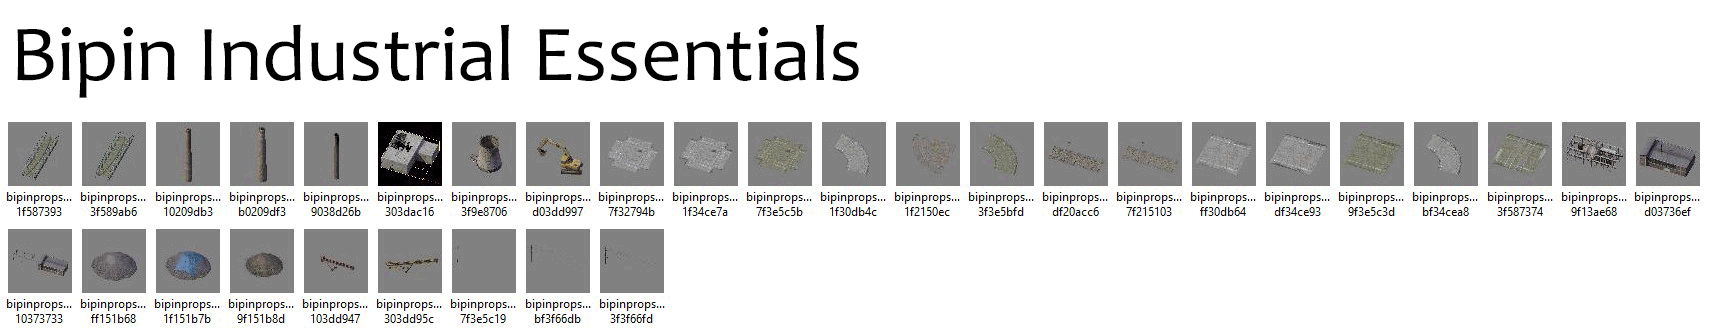 Bipin Industrial Essentials
bipinprops... bipinprops... bipinprops... bipinprops... bipinprops... bipinprops... bipinprops... bipinprops... bipinprops... bipinprops... bipinprops... bipinprops... bipinprops... bipinprops... bipinprops... bipinprops... bipinprops... bipinprops... bipinprops... bipinprops... bipinprops... bipinprops... bipinprops...
1f587393 3f589ab6 10209db3 b0209df3 9038d26b 303dac16 3f9e8706 d03dd997 7f32794b 1f34ce7a 7f3e5c5b 1f30db4c 1f2150ec 3f3e5bfd df20acc6 7f215103 ff30db64 df34ce93 9f3e5c3d bf34cea8 3f587374 9f13ae68 d03736ef
bipinprops... bipinprops... bipinprops... bipinprops... bipinprops... bipinprops... bipinprops... bipinprops... bipinprops...
10373733 ff151b68 1f151b7b 9f151b8d 103dd947 303dd95c 7f3e5c19 bf3f66db 3f3f66fd